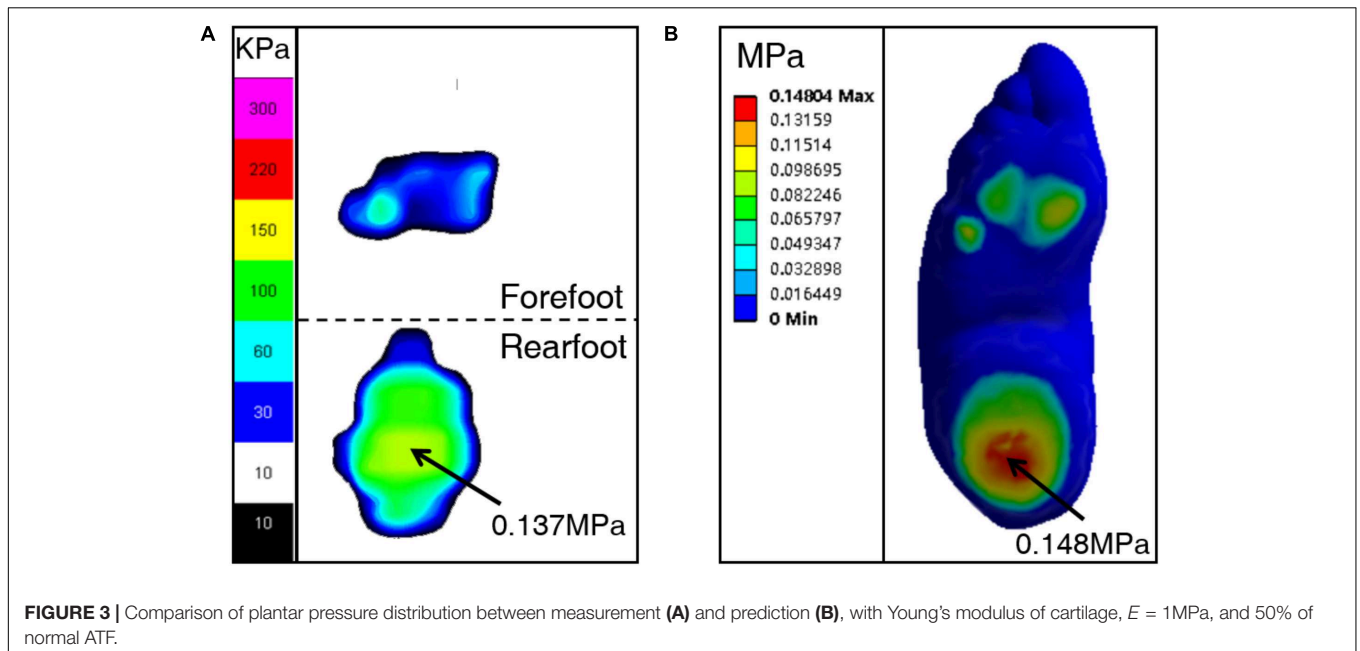 A
KPa
300
220
150
100
60
30
10
10
Forefoot
Rearfoot
0.137MPa
B
MPa
0.14804 Max
0.13159
0.11514
0.098695
0.082246
0.065797
0.049347
0.032898
0.016449
0 Min
0.148MPa
FIGURE 3 | Comparison of plantar pressure distribution between measurement (A) and prediction (B), with Young's modulus of cartilage, E = 1MPa, and 50% of
normal ATF.